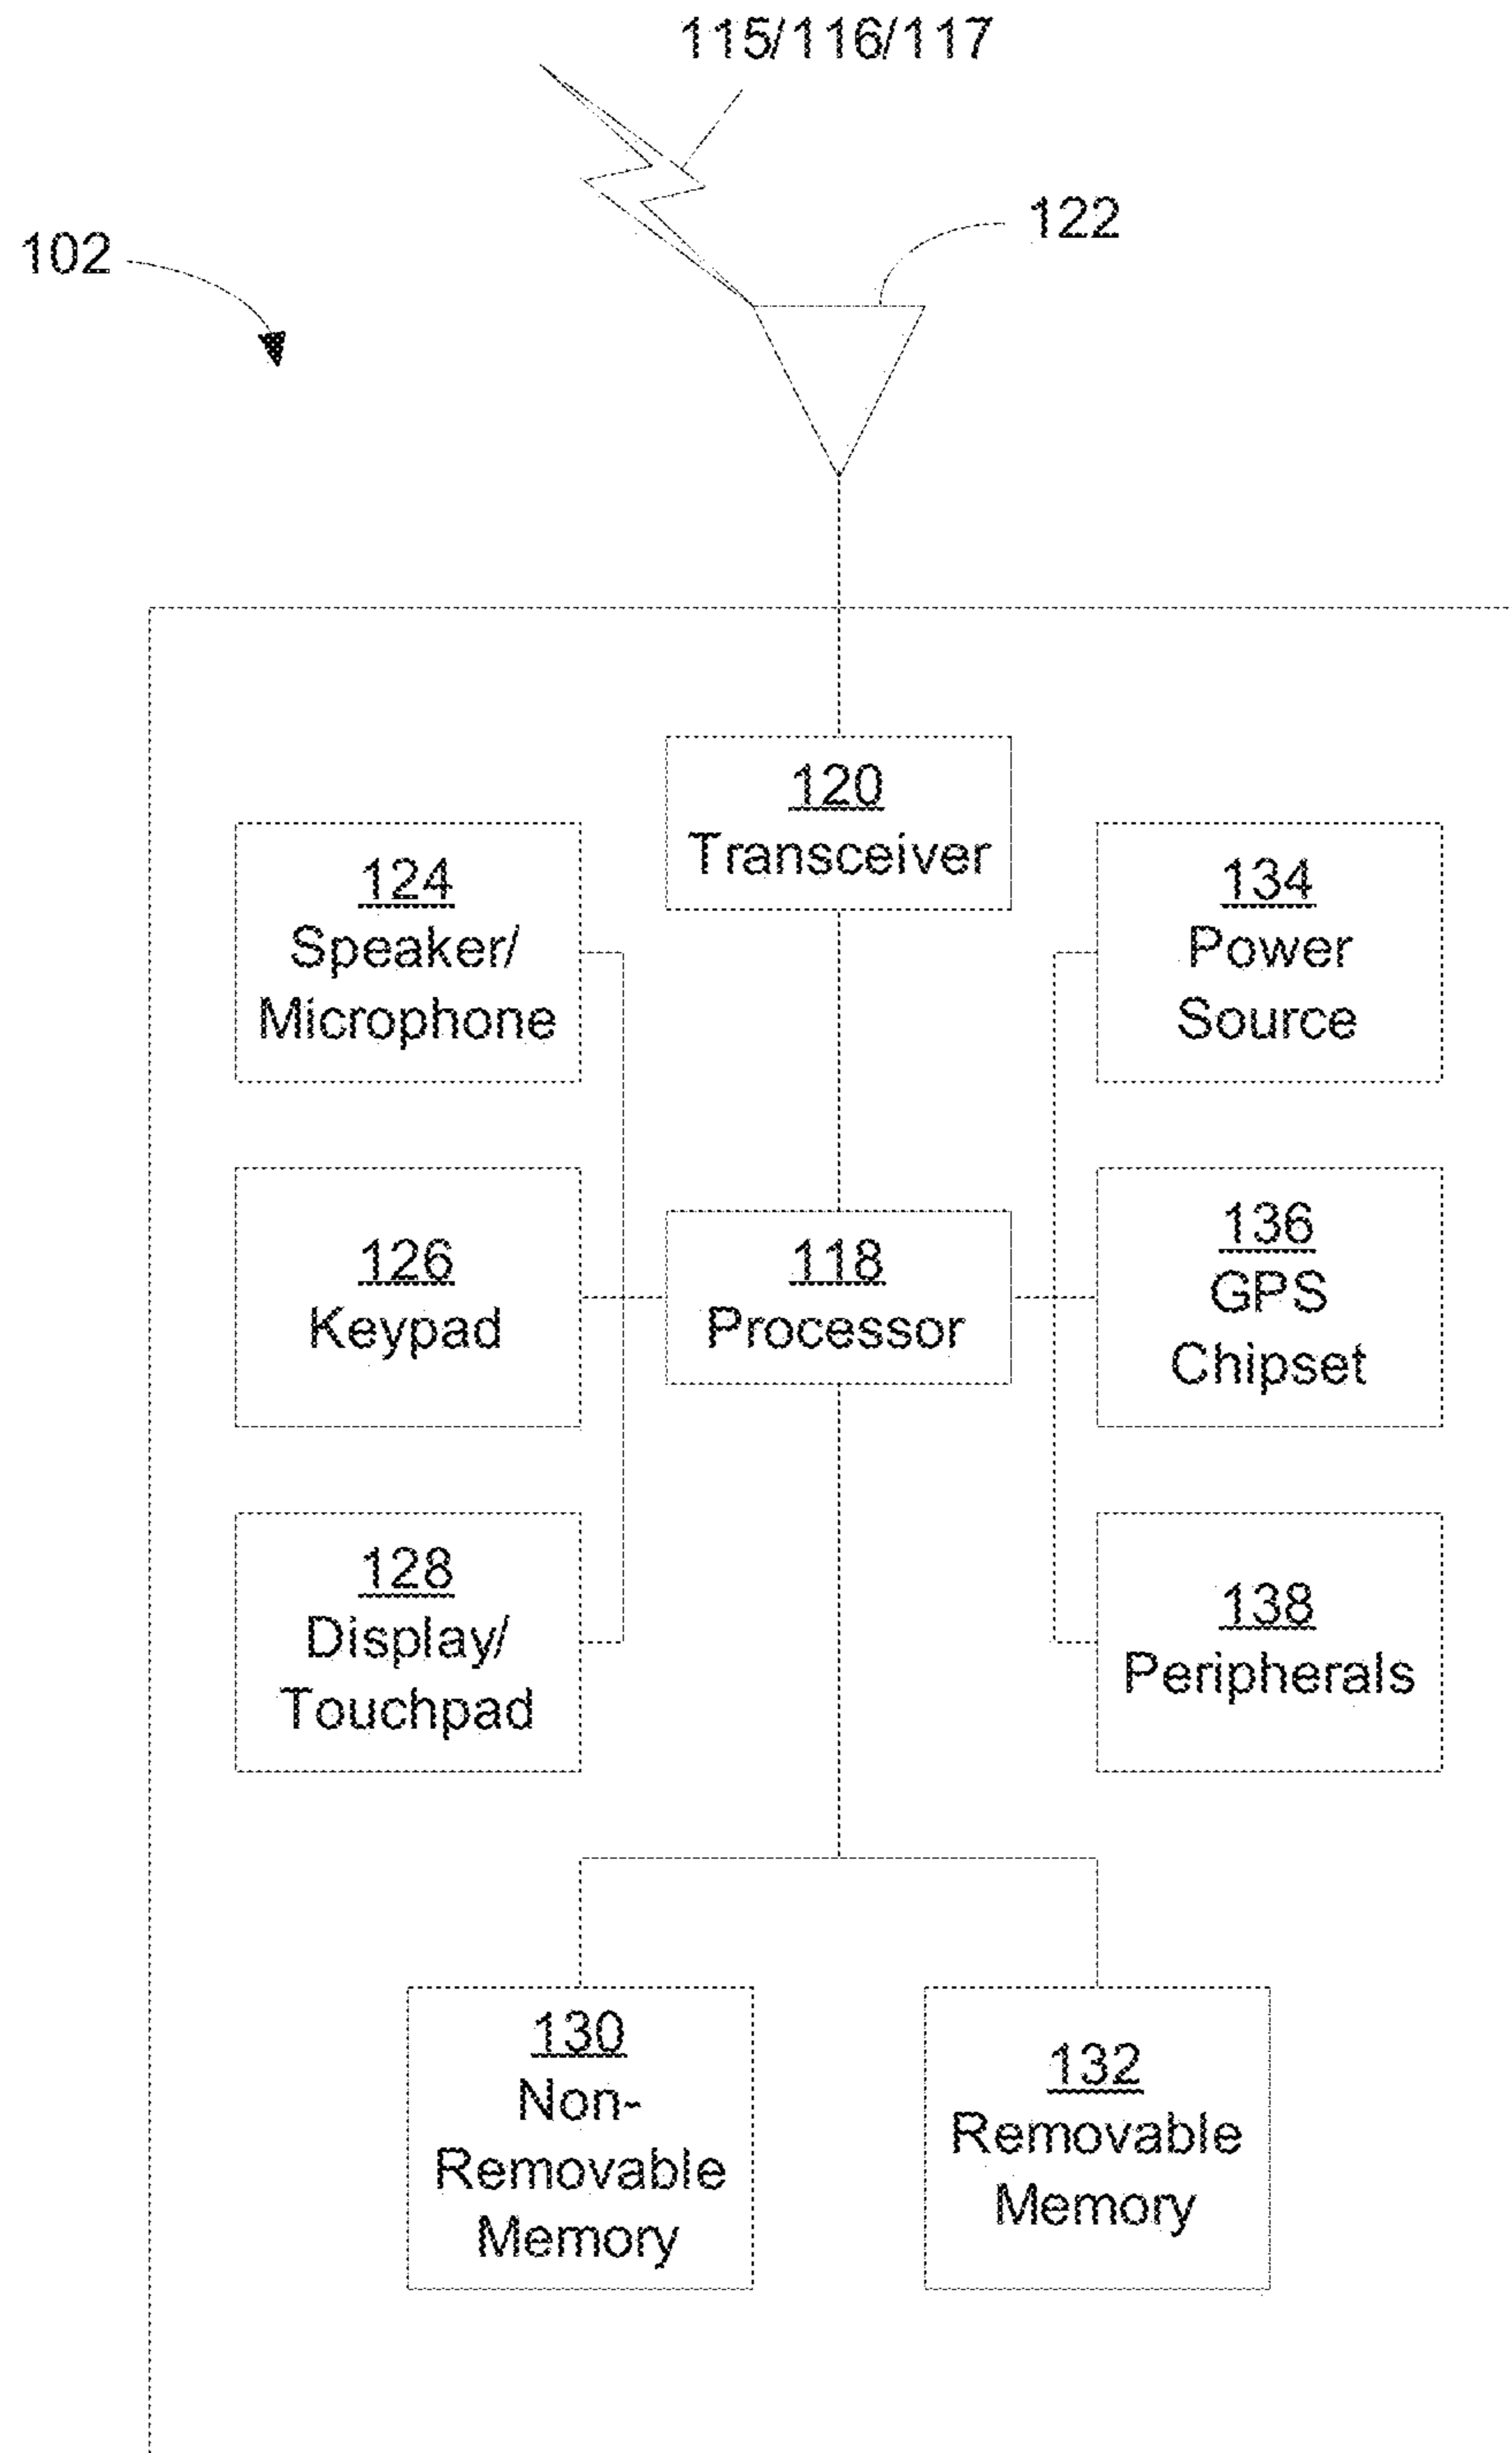 115/116/117
122
102
120
Transceiver
124
Speaker/
Microphone
134
Power
Source
126
Keypad
118
Processor
136
GPS
Chipset
128
Display/
Touchpad
138
Peripherals
130
Non-
Removable
Memory
132
Removable
Memory